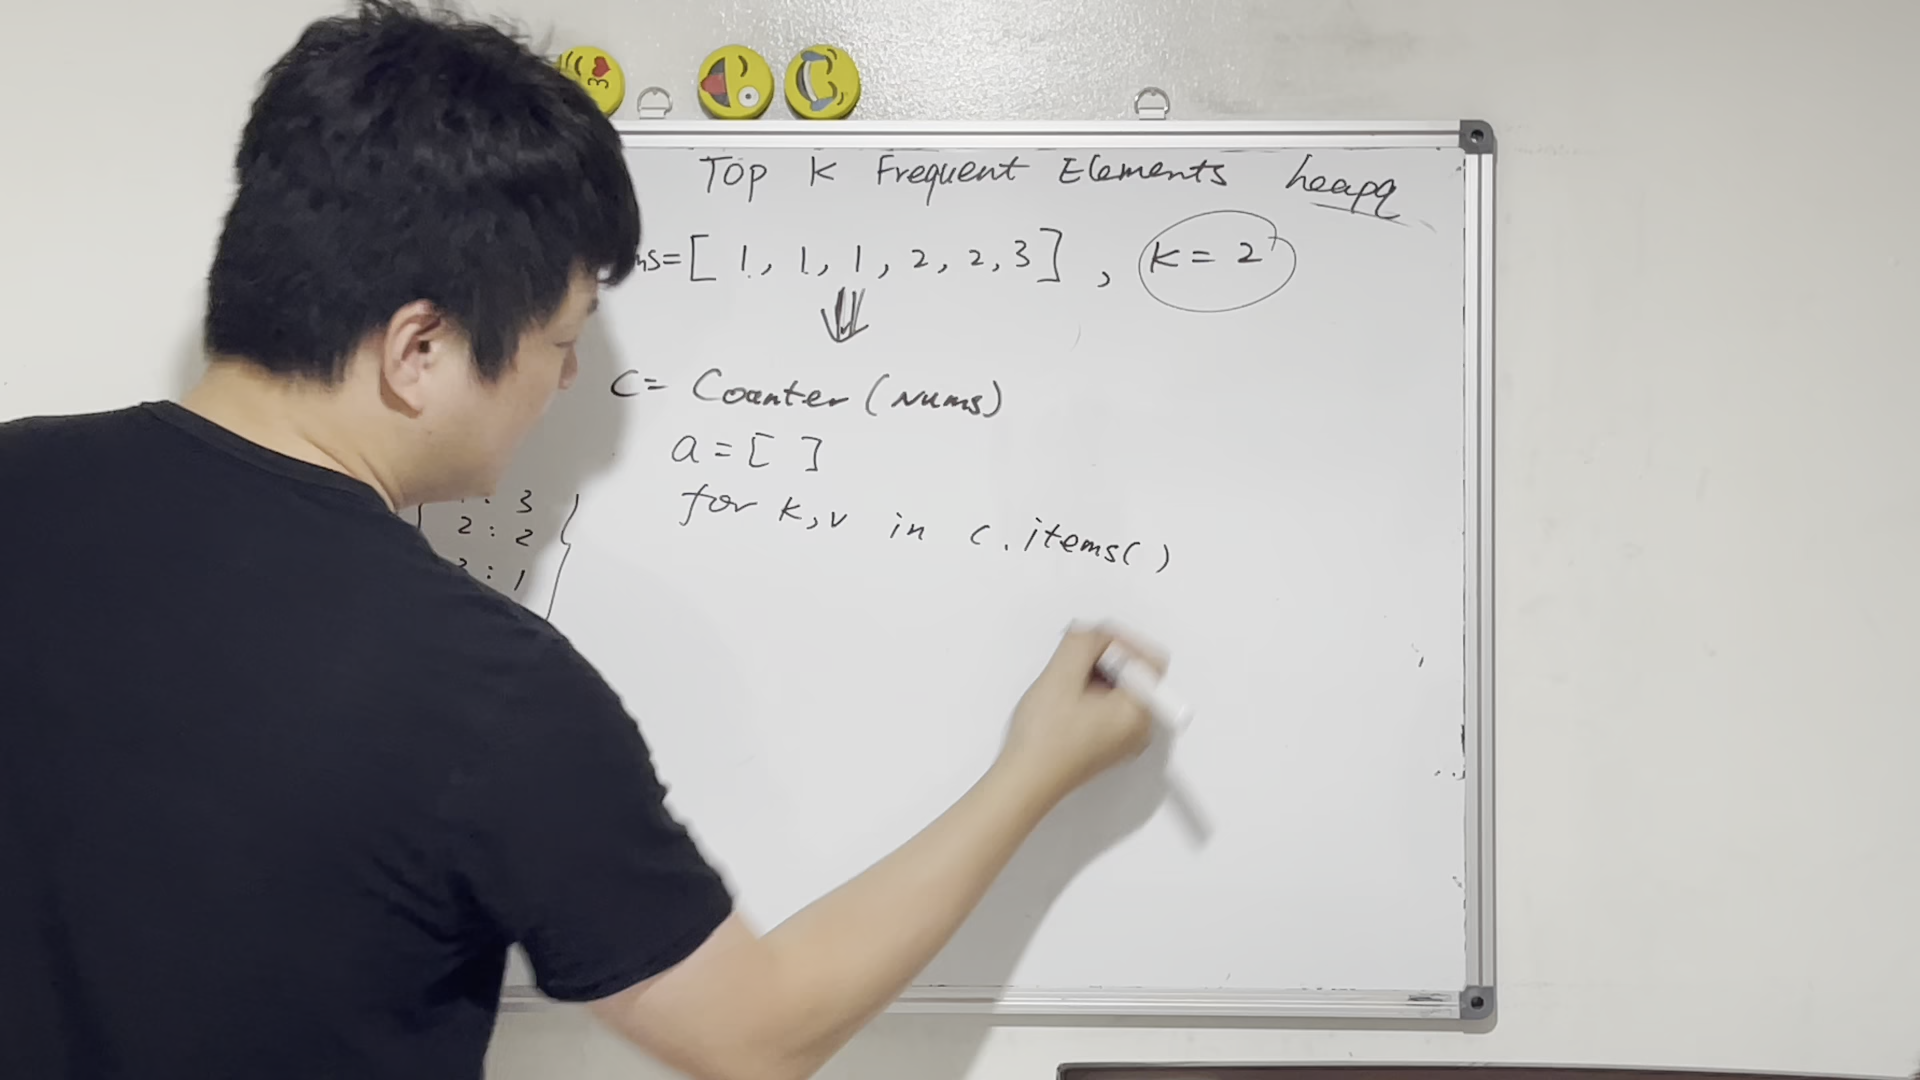 Top K Frequent Elements heapq
ms=[ 1, 1, 1, 2, 2, 3 ] , K = 2
C= Counter (Nums)
a = [ ]
for k,v in c.items( )
: 3
2 : 2
: 1